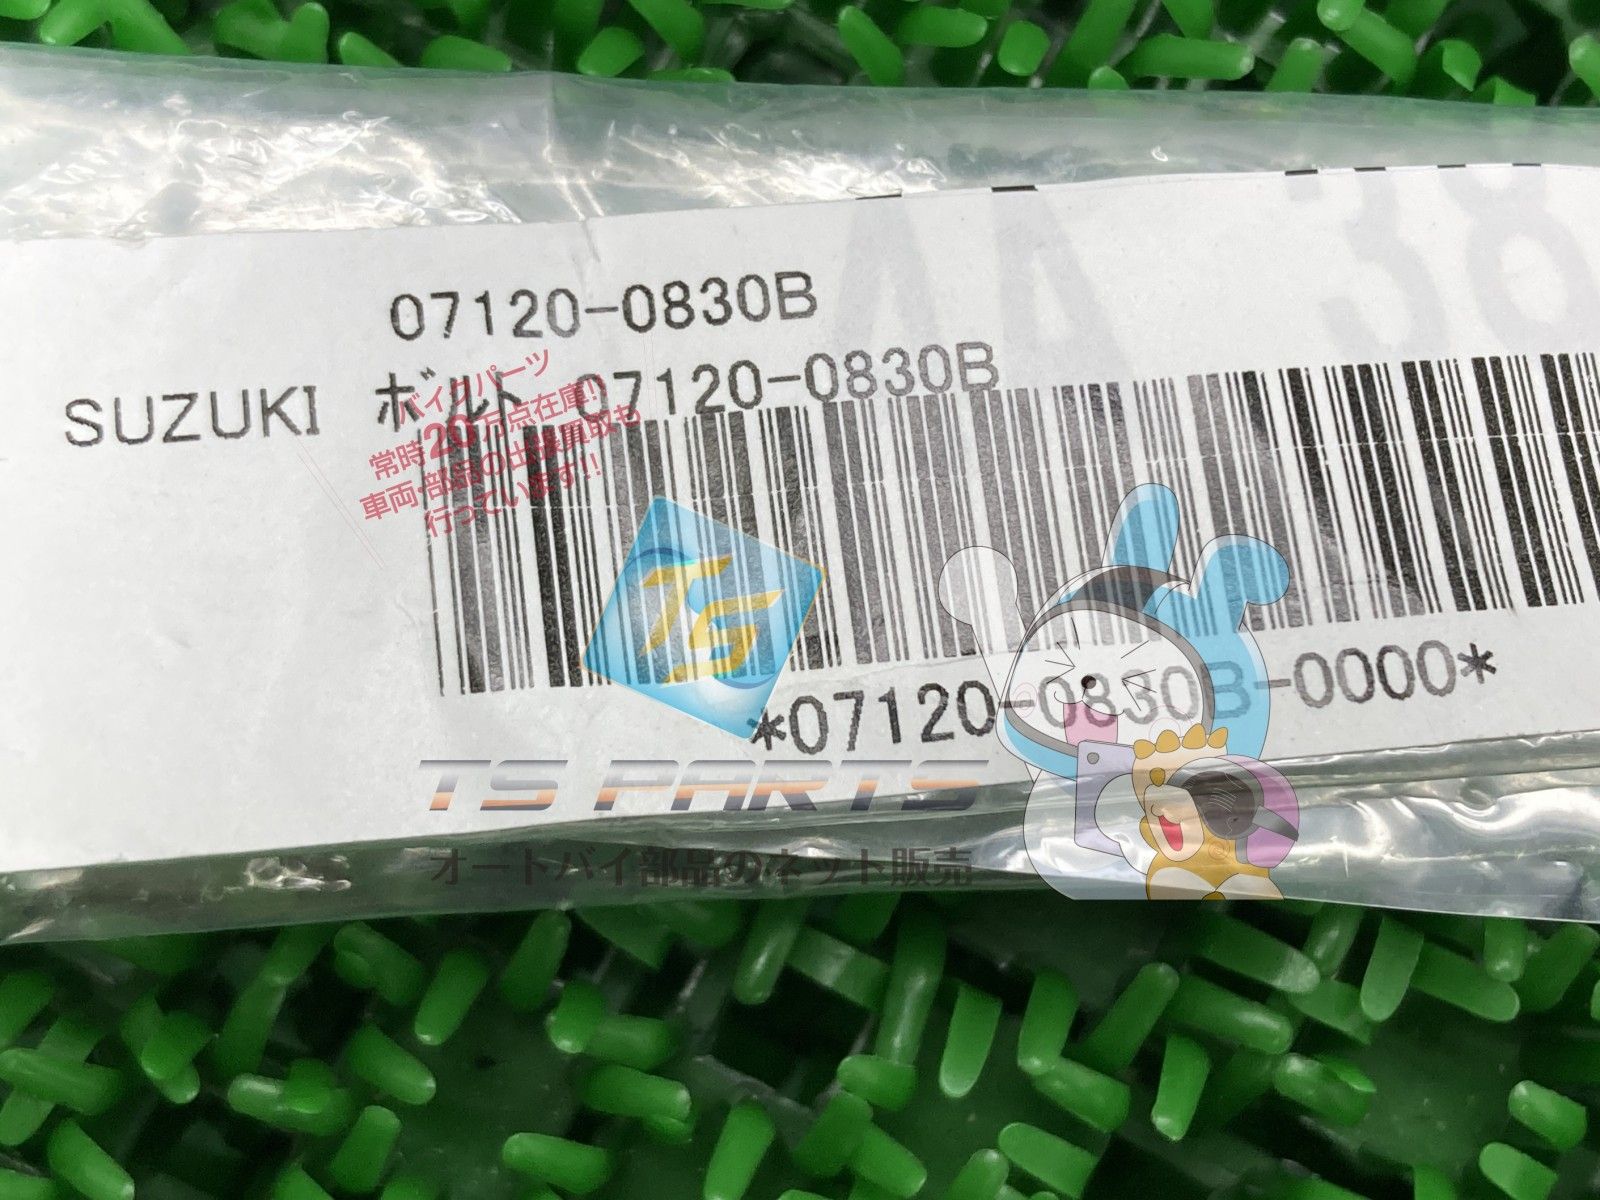 38
07120-0830B
SUZUKI ボルト 07120-0830B
バイクパーツ
常時20万点在庫!!
車両・部品の出張買取も
行っています!!
TS
*07120-0830B-0000*
TS PARTS
オートバイ部品のネット販売